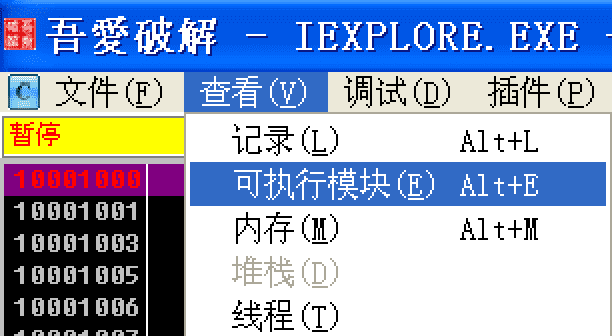 吾愛破解 - IEXPLORE.EXE -
C 文件(F) 查看(V) 调试(D) 插件(P)
暂停
记录(L) Alt+L
10001000
可执行模块(E) Alt+E
10001001
内存(M) Alt+M
10001003
堆栈(D)
10001005
线程(T)
10001006